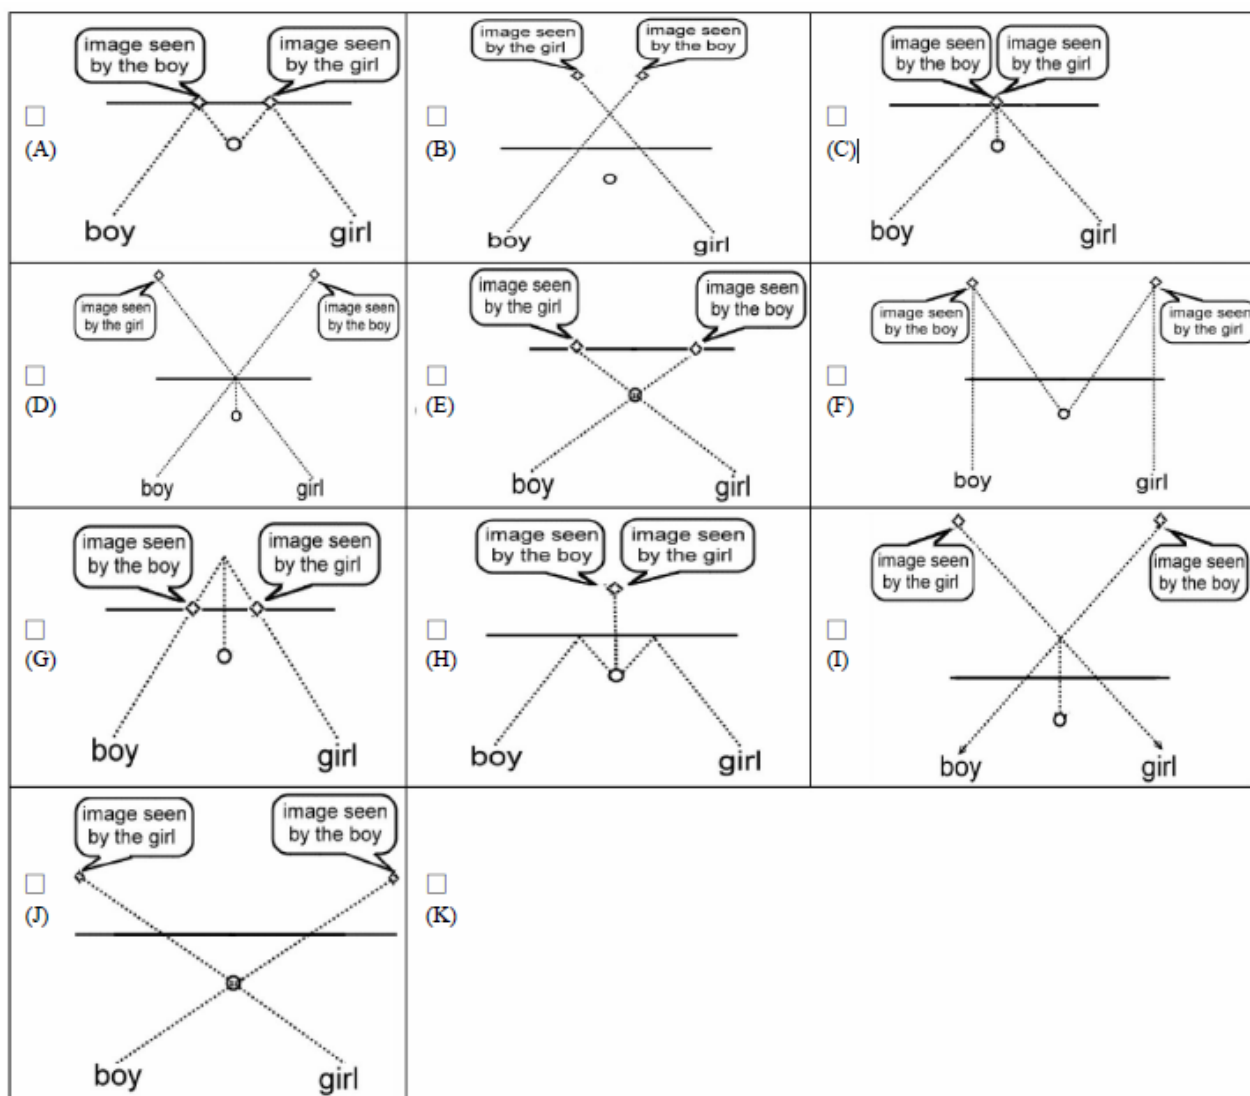 image seen
by the boy
image seen
by the girl
(A)
boy
girl
image seen
by the girl
image seen
by the boy
(B)
boy
girl
image seen
by the boy
image seen
by the girl
(C)
boy
girl
image seen
by the girl
image seen
by the boy
(D)
boy
girl
image seen
by the girl
image seen
by the boy
(E)
boy
girl
image seen
by the boy
image seen
by the girl
(F)
boy
girl
image seen
by the boy
image seen
by the girl
(G)
boy
girl
image seen
by the boy
image seen
by the girl
(H)
boy
girl
image seen
by the girl
image seen
by the boy
(I)
boy
girl
image seen
by the girl
image seen
by the boy
(J)
boy
girl
(K)